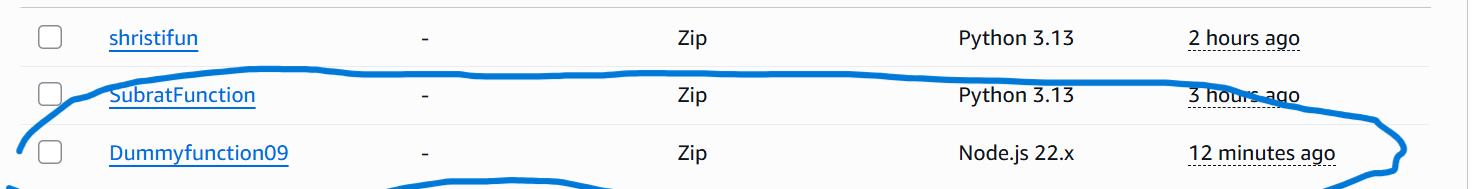 shristifun - Zip Python 3.13 2 hours ago
SubratFunction - Zip Python 3.13 3 hours ago
Dummyfunction09 - Zip Node.js 22.x 12 minutes ago